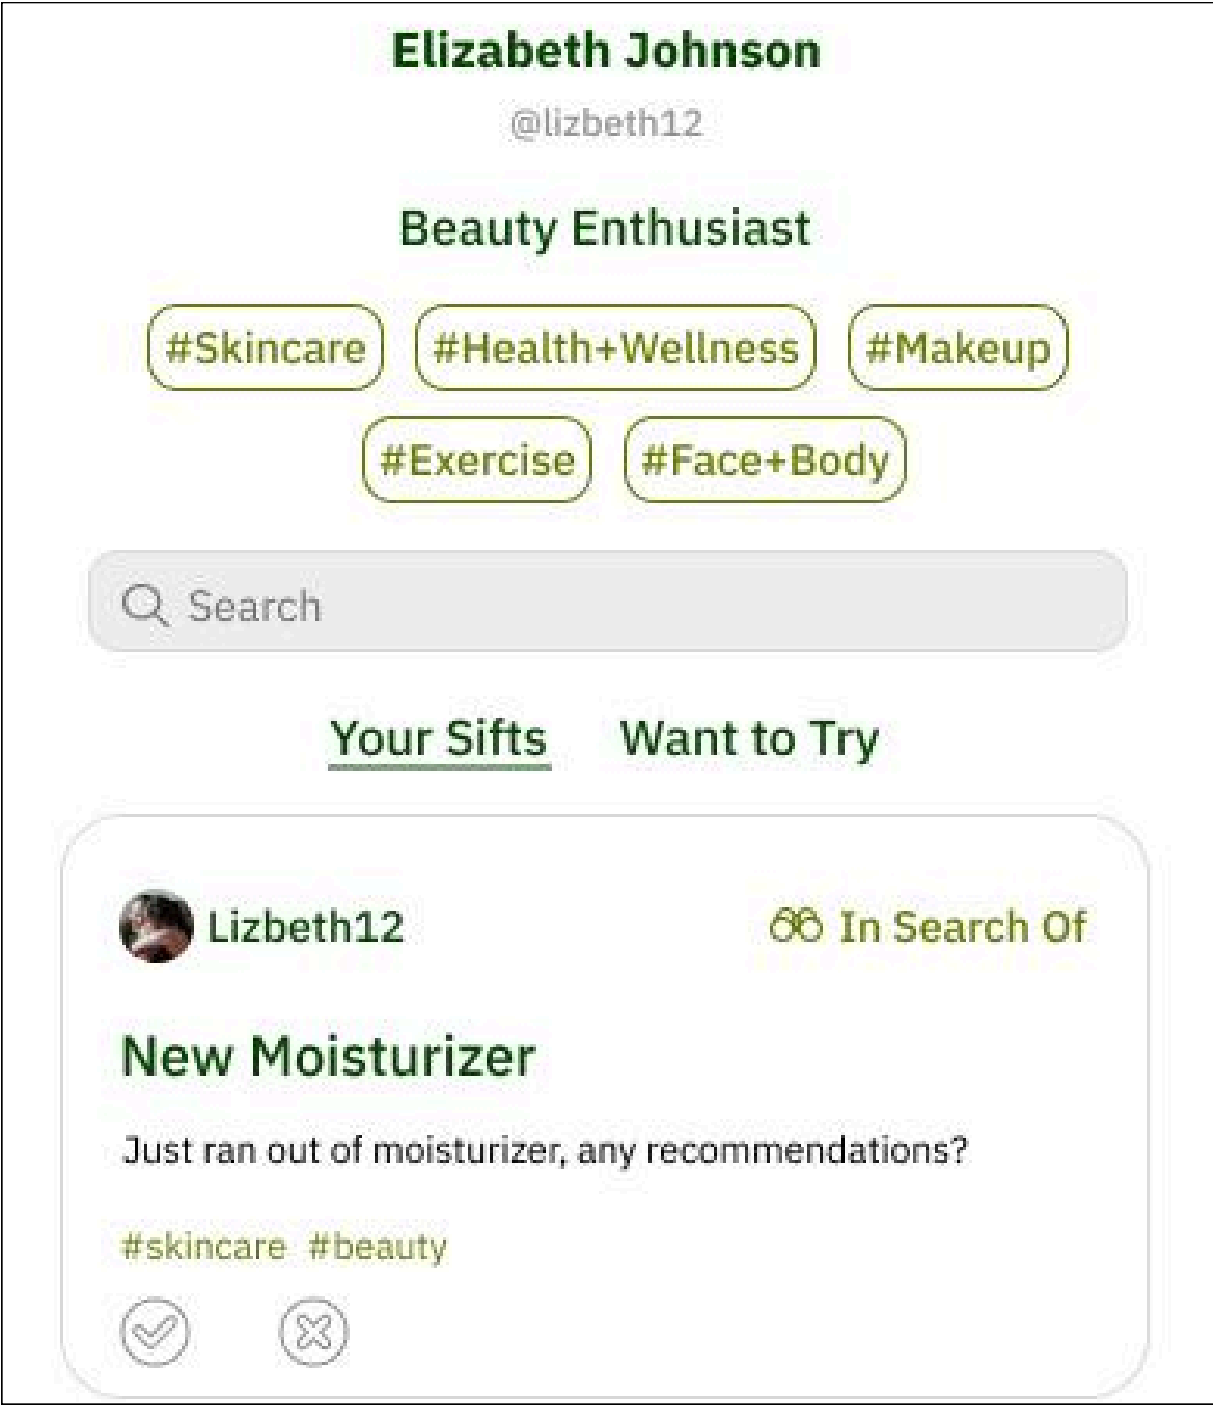 Elizabeth Johnson
@lizbeth12
Beauty Enthusiast
#Skincare #Health+Wellness #Makeup
#Exercise #Face+Body
Search
Your Sifts Want to Try
Lizbeth12 In Search Of
New Moisturizer
Just ran out of moisturizer, any recommendations?
#skincare #beauty